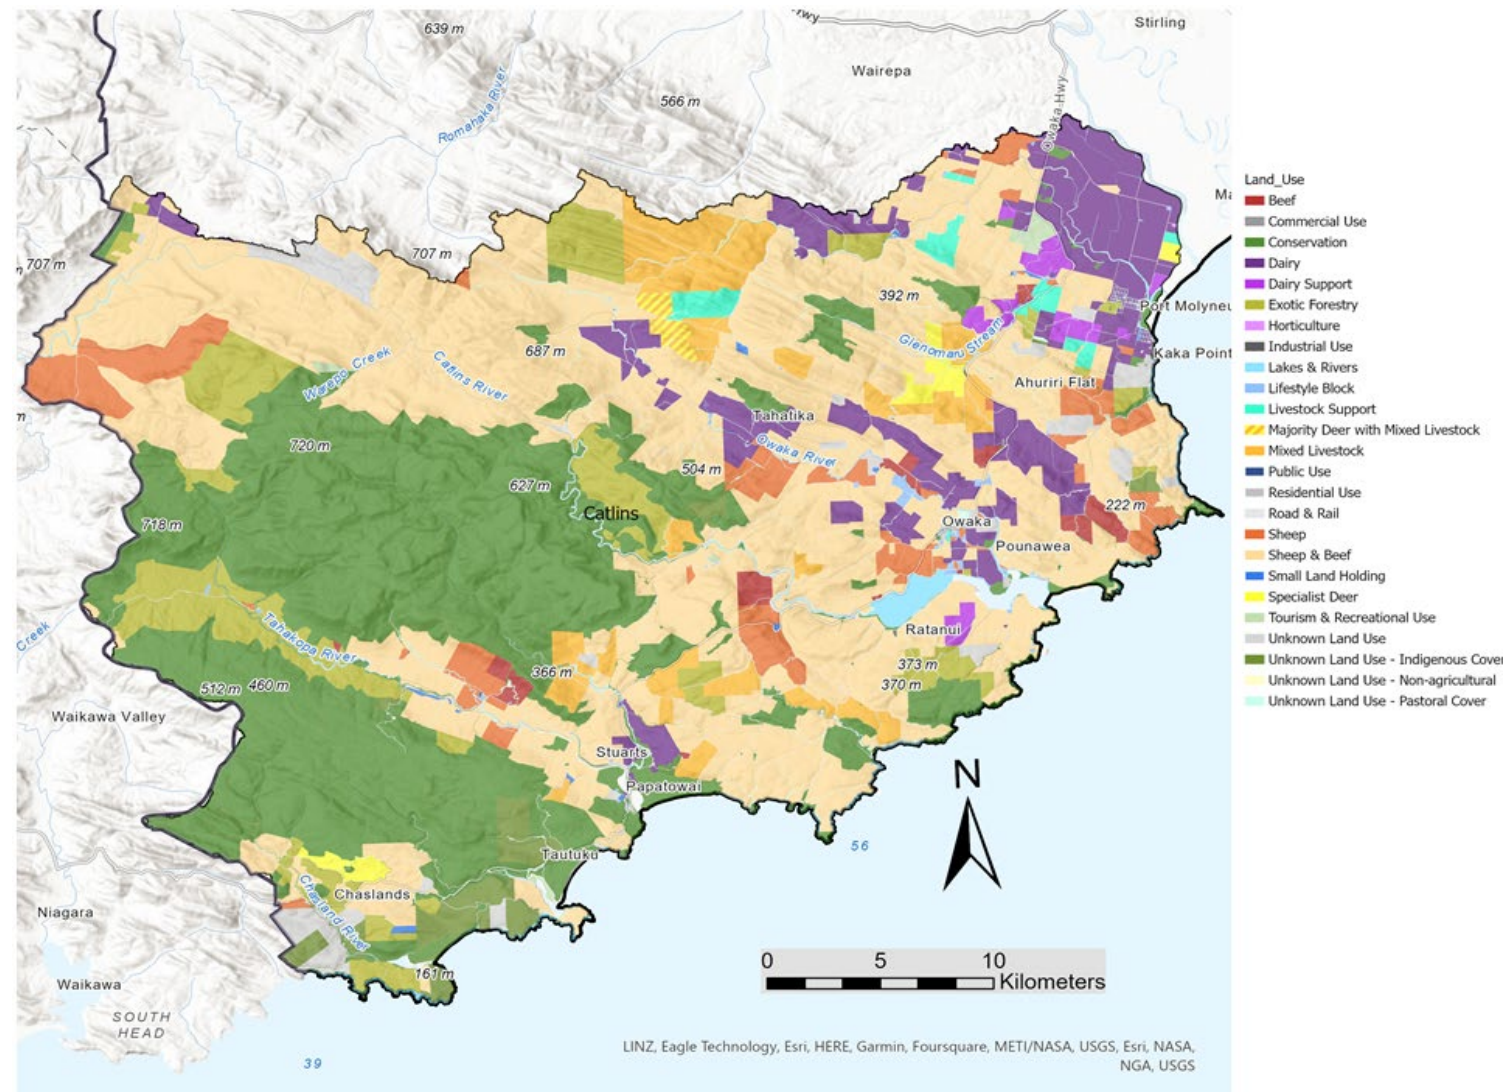 639 m
Hwy
Stirling
Wairepa
Owaka Hwy
566 m
Romahaka River
Ma
707 m
707 m
Port Molyneu
392 m
Glenomaru Stream
Kaka Point
687 m
Warepo Creek
Catlins River
Ahuriri Flat
Tahatika
Owaka River
720 m
504 m
627 m
Catlins
718 m
222 m
Owaka
Pounawea
Creek
Tahakopa River
Ratanui
366 m
373 m
370 m
512 m
460 m
Waikawa Valley
Stuarts
Papatowai
N
56
Tautuku
Chaslands
Chasland River
Niagara
161 m
Waikawa
SOUTH
HEAD
39
0 5 10
Kilometers
LINZ, Eagle Technology, Esri, HERE, Garmin, Foursquare, METI/NASA, USGS, Esri, NASA,
NGA, USGS
Land_Use
Beef
Commercial Use
Conservation
Dairy
Dairy Support
Exotic Forestry
Horticulture
Industrial Use
Lakes & Rivers
Lifestyle Block
Livestock Support
Majority Deer with Mixed Livestock
Mixed Livestock
Public Use
Residential Use
Road & Rail
Sheep
Sheep & Beef
Small Land Holding
Specialist Deer
Tourism & Recreational Use
Unknown Land Use
Unknown Land Use - Indigenous Cover
Unknown Land Use - Non-agricultural
Unknown Land Use - Pastoral Cover